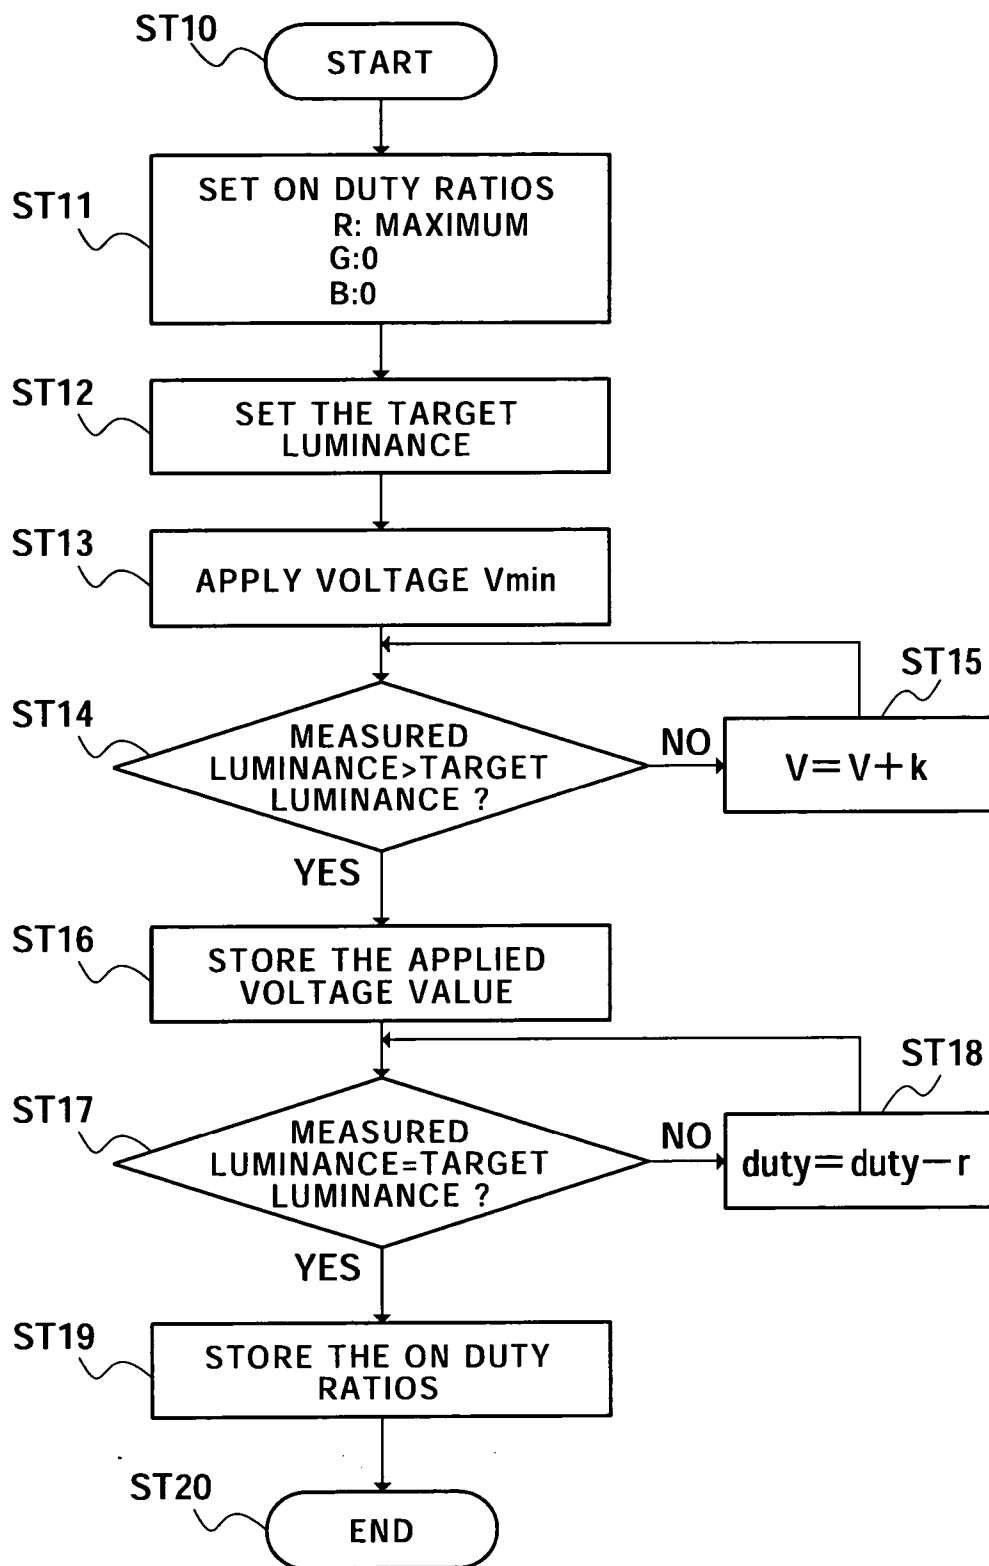 ST10
START
ST11
SET ON DUTY RATIOS
R: MAXIMUM
G:0
B:0
ST12
SET THE TARGET
LUMINANCE
ST13
APPLY VOLTAGE Vmin
ST14
MEASURED
LUMINANCE>TARGET
LUMINANCE ?
NO
ST15
V=V+k
YES
ST16
STORE THE APPLIED
VOLTAGE VALUE
ST17
MEASURED
LUMINANCE=TARGET
LUMINANCE ?
NO
ST18
duty=duty−r
YES
ST19
STORE THE ON DUTY
RATIOS
ST20
END